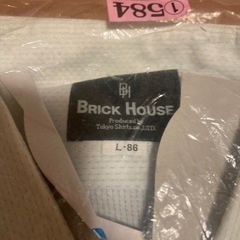 ①584
BRICK HOUSE
Produced by
Tokyo Shirts co.,LTD.
L-86